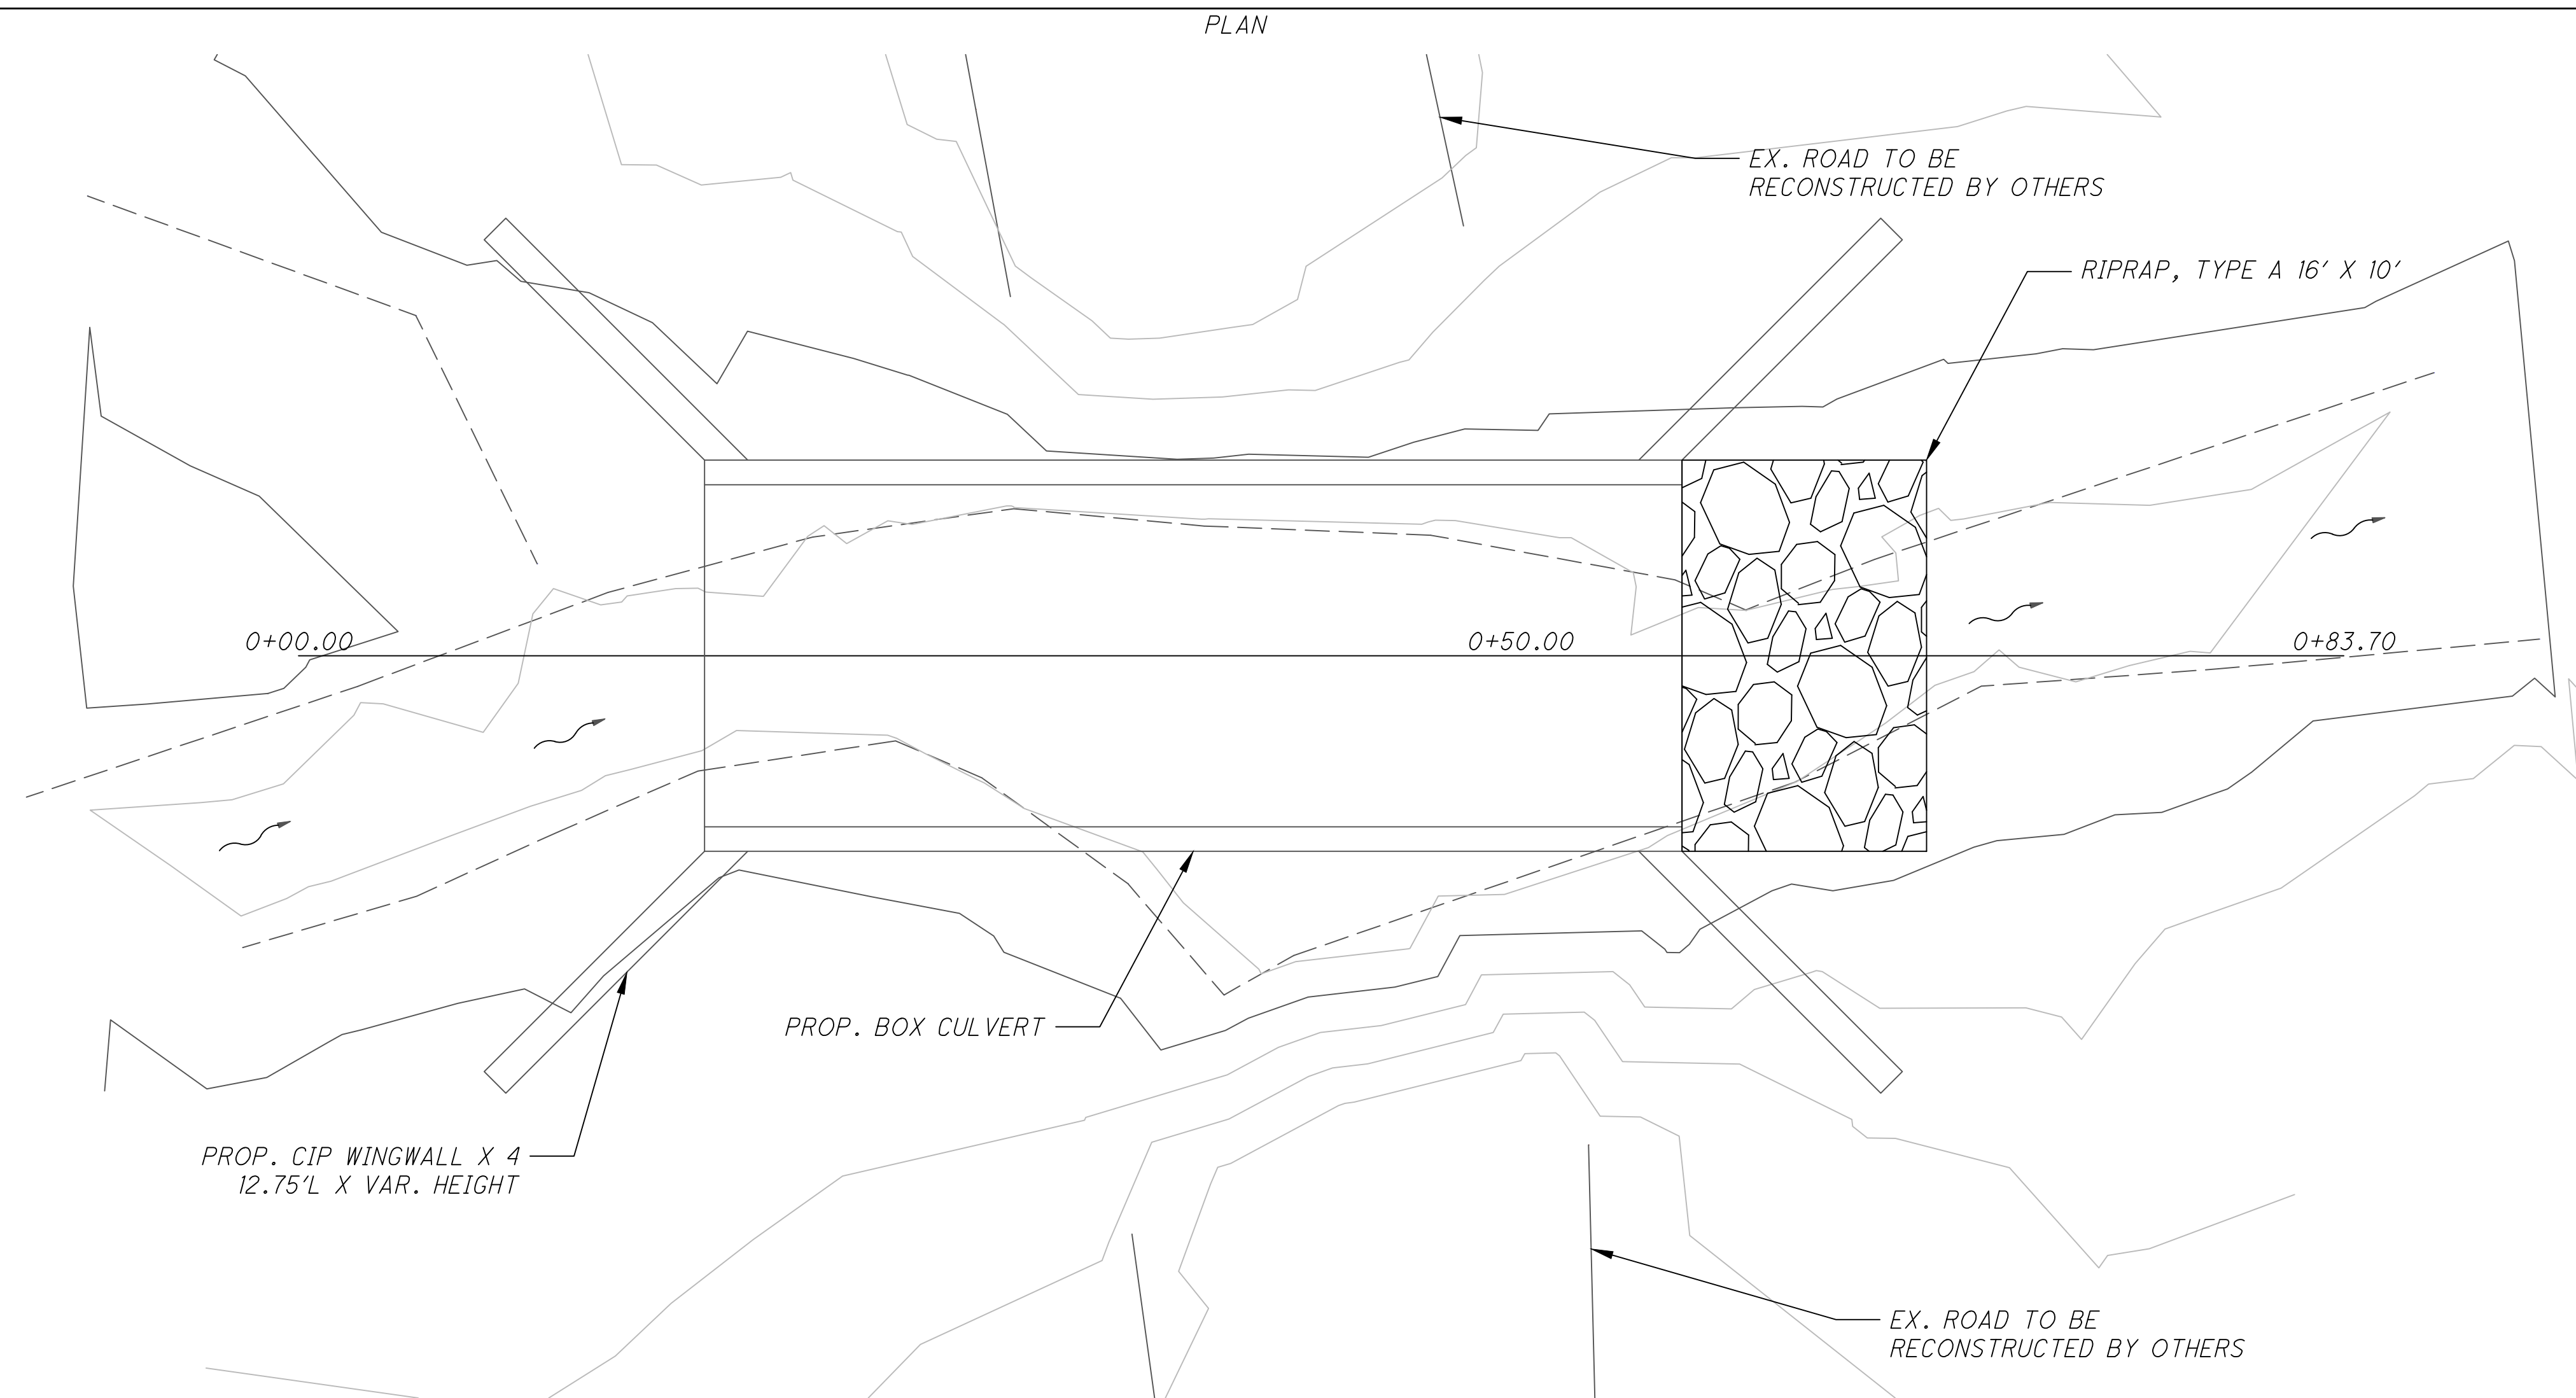 PLAN
EX. ROAD TO BE
RECONSTRUCTED BY OTHERS
RIPRAP, TYPE A 16' X 10'
0+00.00
0+50.00
0+83.70
PROP. BOX CULVERT
PROP. CIP WINGWALL X 4
12.75'L X VAR. HEIGHT
EX. ROAD TO BE
RECONSTRUCTED BY OTHERS